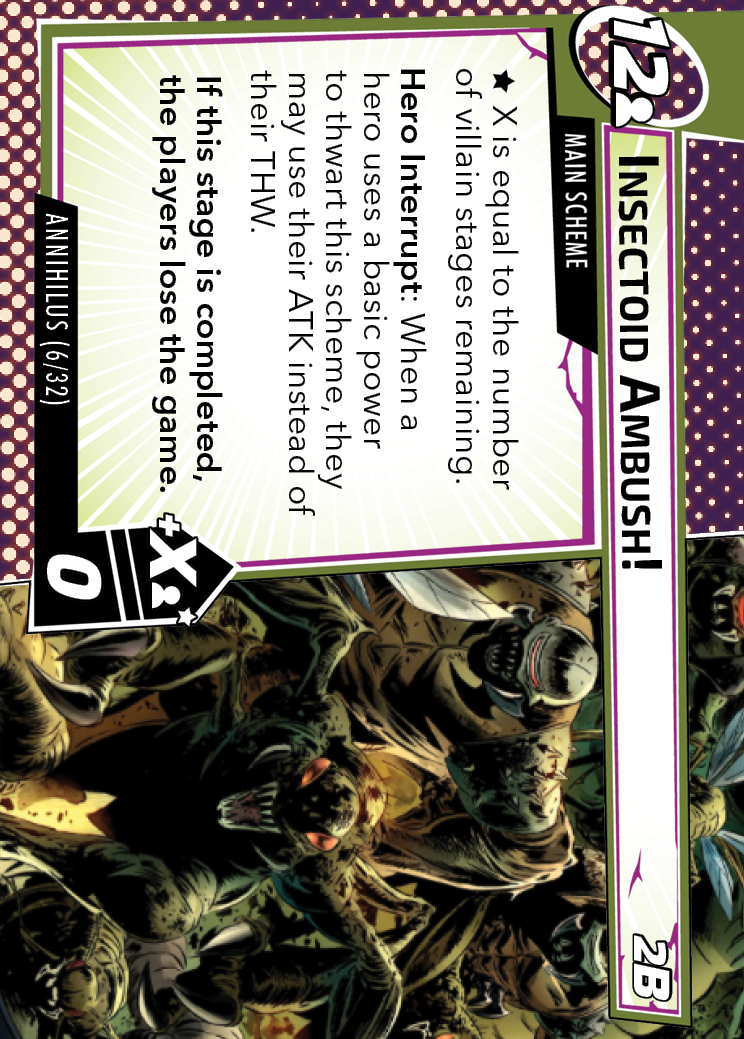 12
INSECTOID AMBUSH!
2B
MAIN SCHEME
★ X is equal to the number
of villain stages remaining.
Hero Interrupt: When a
hero uses a basic power
to thwart this scheme, they
may use their ATK instead of
their THW.
If this stage is completed,
the players lose the game.
+X
★
0
ANNIHILUS (6/32)